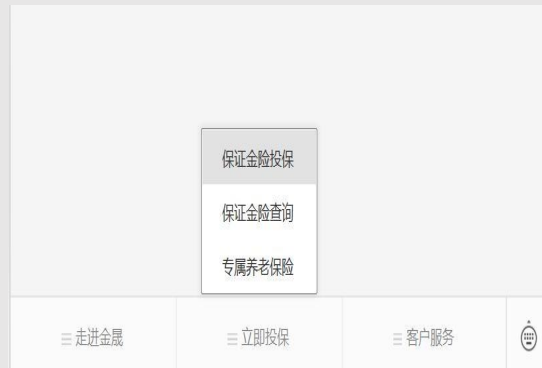 保证金险投保
保证金险查询
专属养老保险
走进金晟
立即投保
客户服务